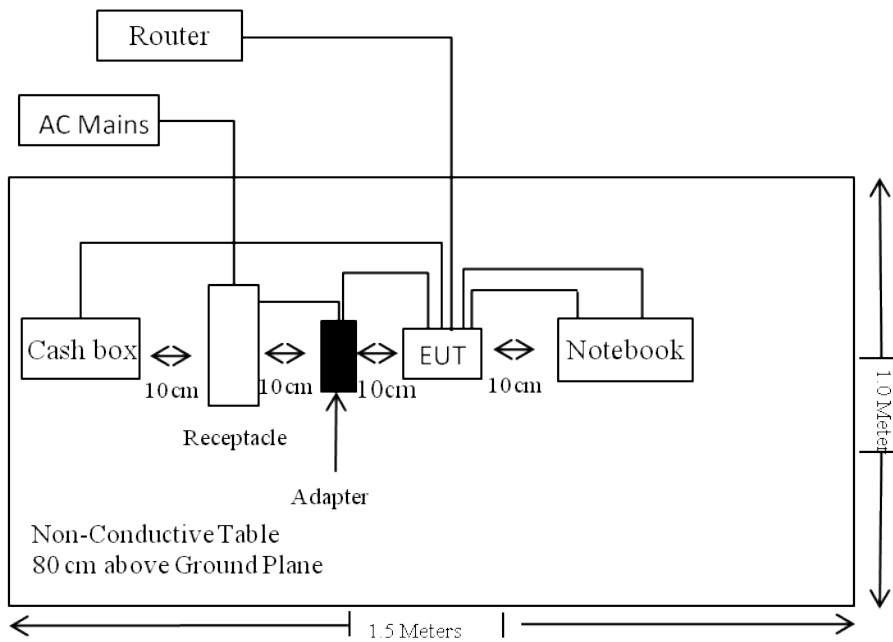 Router
AC Mains
Cash box
EUT
Notebook
10cm
10cm
10cm
10cm
Receptacle
Adapter
Non-Conductive Table
80 cm above Ground Plane
1.0 Meter
1.5 Meters